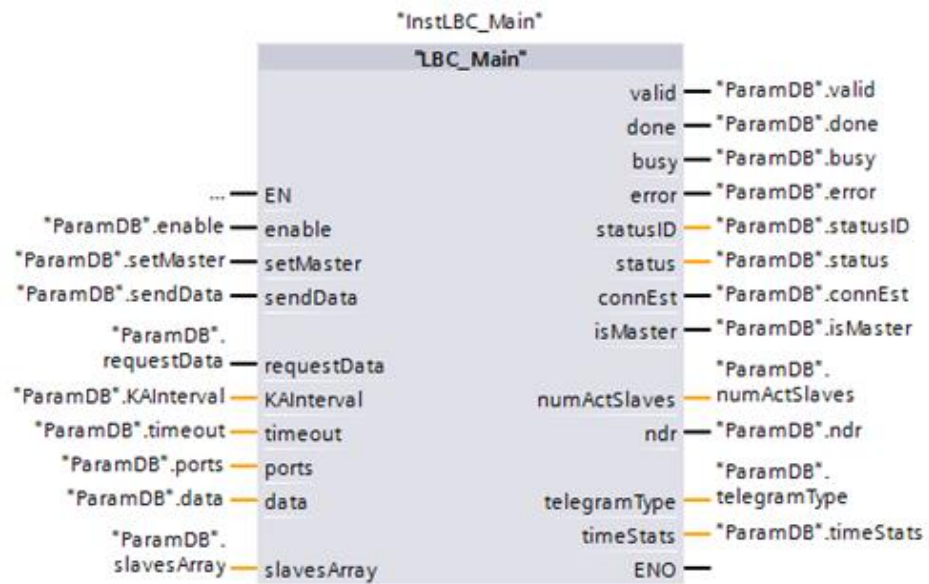 "InstLBC_Main"
"LBC_Main"
valid "ParamDB".valid
done "ParamDB".done
busy "ParamDB".busy
... EN error "ParamDB".error
"ParamDB".enable enable statusID "ParamDB".statusID
"ParamDB".setMaster setMaster status "ParamDB".status
"ParamDB".sendData sendData connEst "ParamDB".connEst
isMaster "ParamDB".isMaster
"ParamDB".
requestData requestData
"ParamDB".
"ParamDB".KAInterval KAInterval numActSlaves numActSlaves
"ParamDB".timeout timeout ndr "ParamDB".ndr
"ParamDB".ports ports
"ParamDB".
"ParamDB".data data telegramType telegramType
timeStats "ParamDB".timeStats
"ParamDB".
slavesArray slavesArray ENO